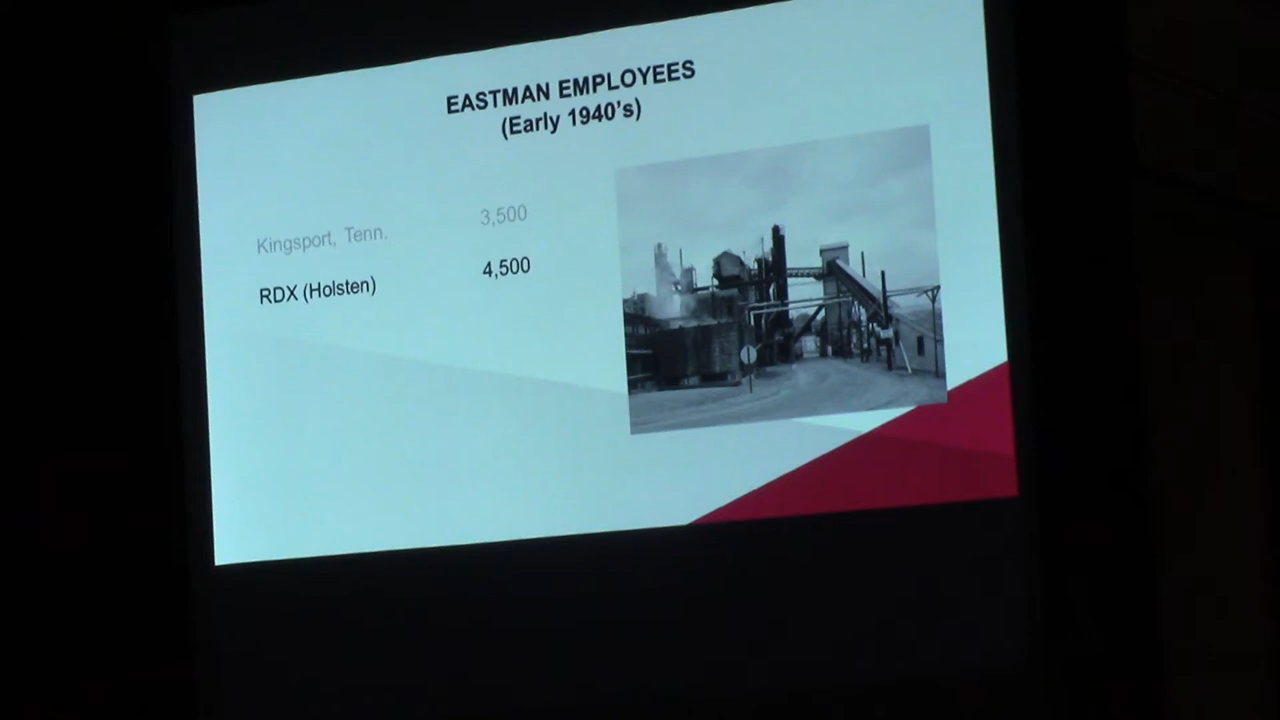 EASTMAN EMPLOYEES
(Early 1940's)
Kingsport, Tenn. 3,500
RDX (Holsten) 4,500